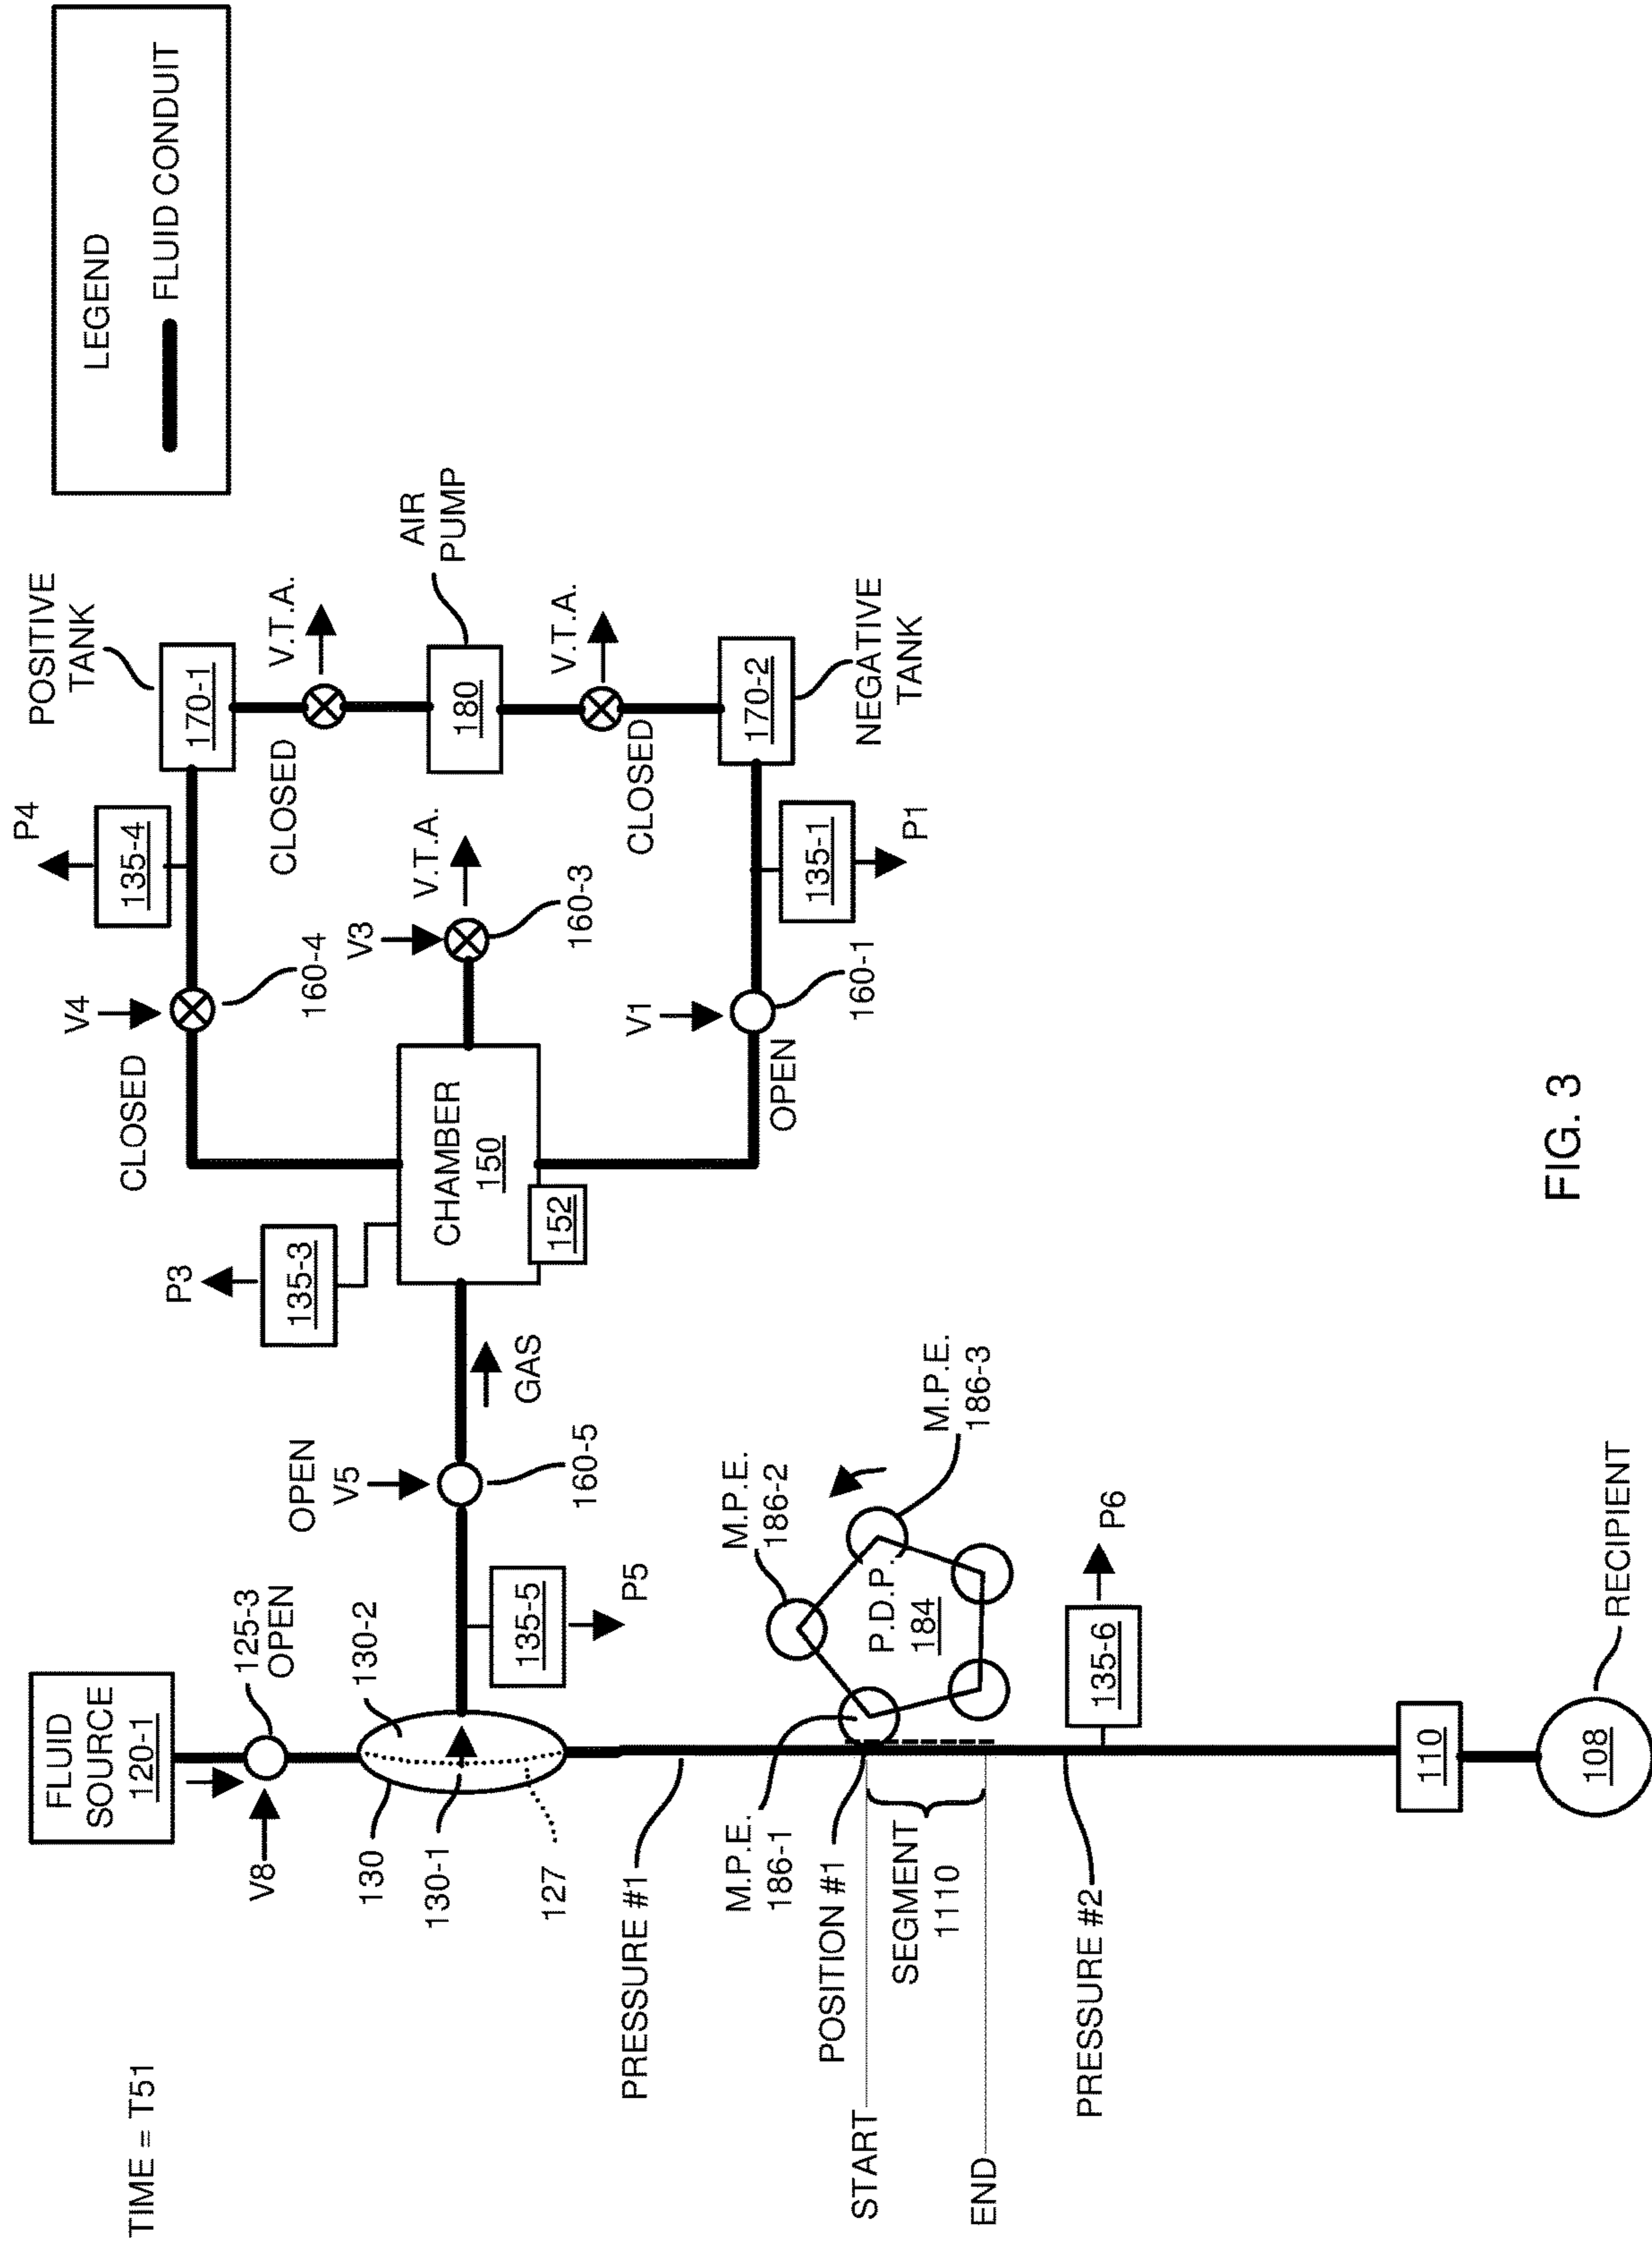 TIME = T51
FLUID
SOURCE
120-1
V8
125-3
OPEN
130
130-1
127
130-2
OPEN
V5
160-5
135-5
P5
GAS
P3
135-3
CHAMBER
150
152
CLOSED
V4
160-4
P4
135-4
POSITIVE
TANK
170-1
V.T.A.
CLOSED
AIR
PUMP
180
V.T.A.
CLOSED
V3
160-3
V.T.A.
V1
OPEN
160-1
135-1
P1
170-2
NEGATIVE
TANK
LEGEND
FLUID CONDUIT
PRESSURE #1
M.P.E.
186-1
POSITION #1
START
SEGMENT
1110
END
PRESSURE #2
M.P.E.
186-2
M.P.E.
186-3
P.D.P.
184
135-6
P6
110
108
RECIPIENT
FIG. 3